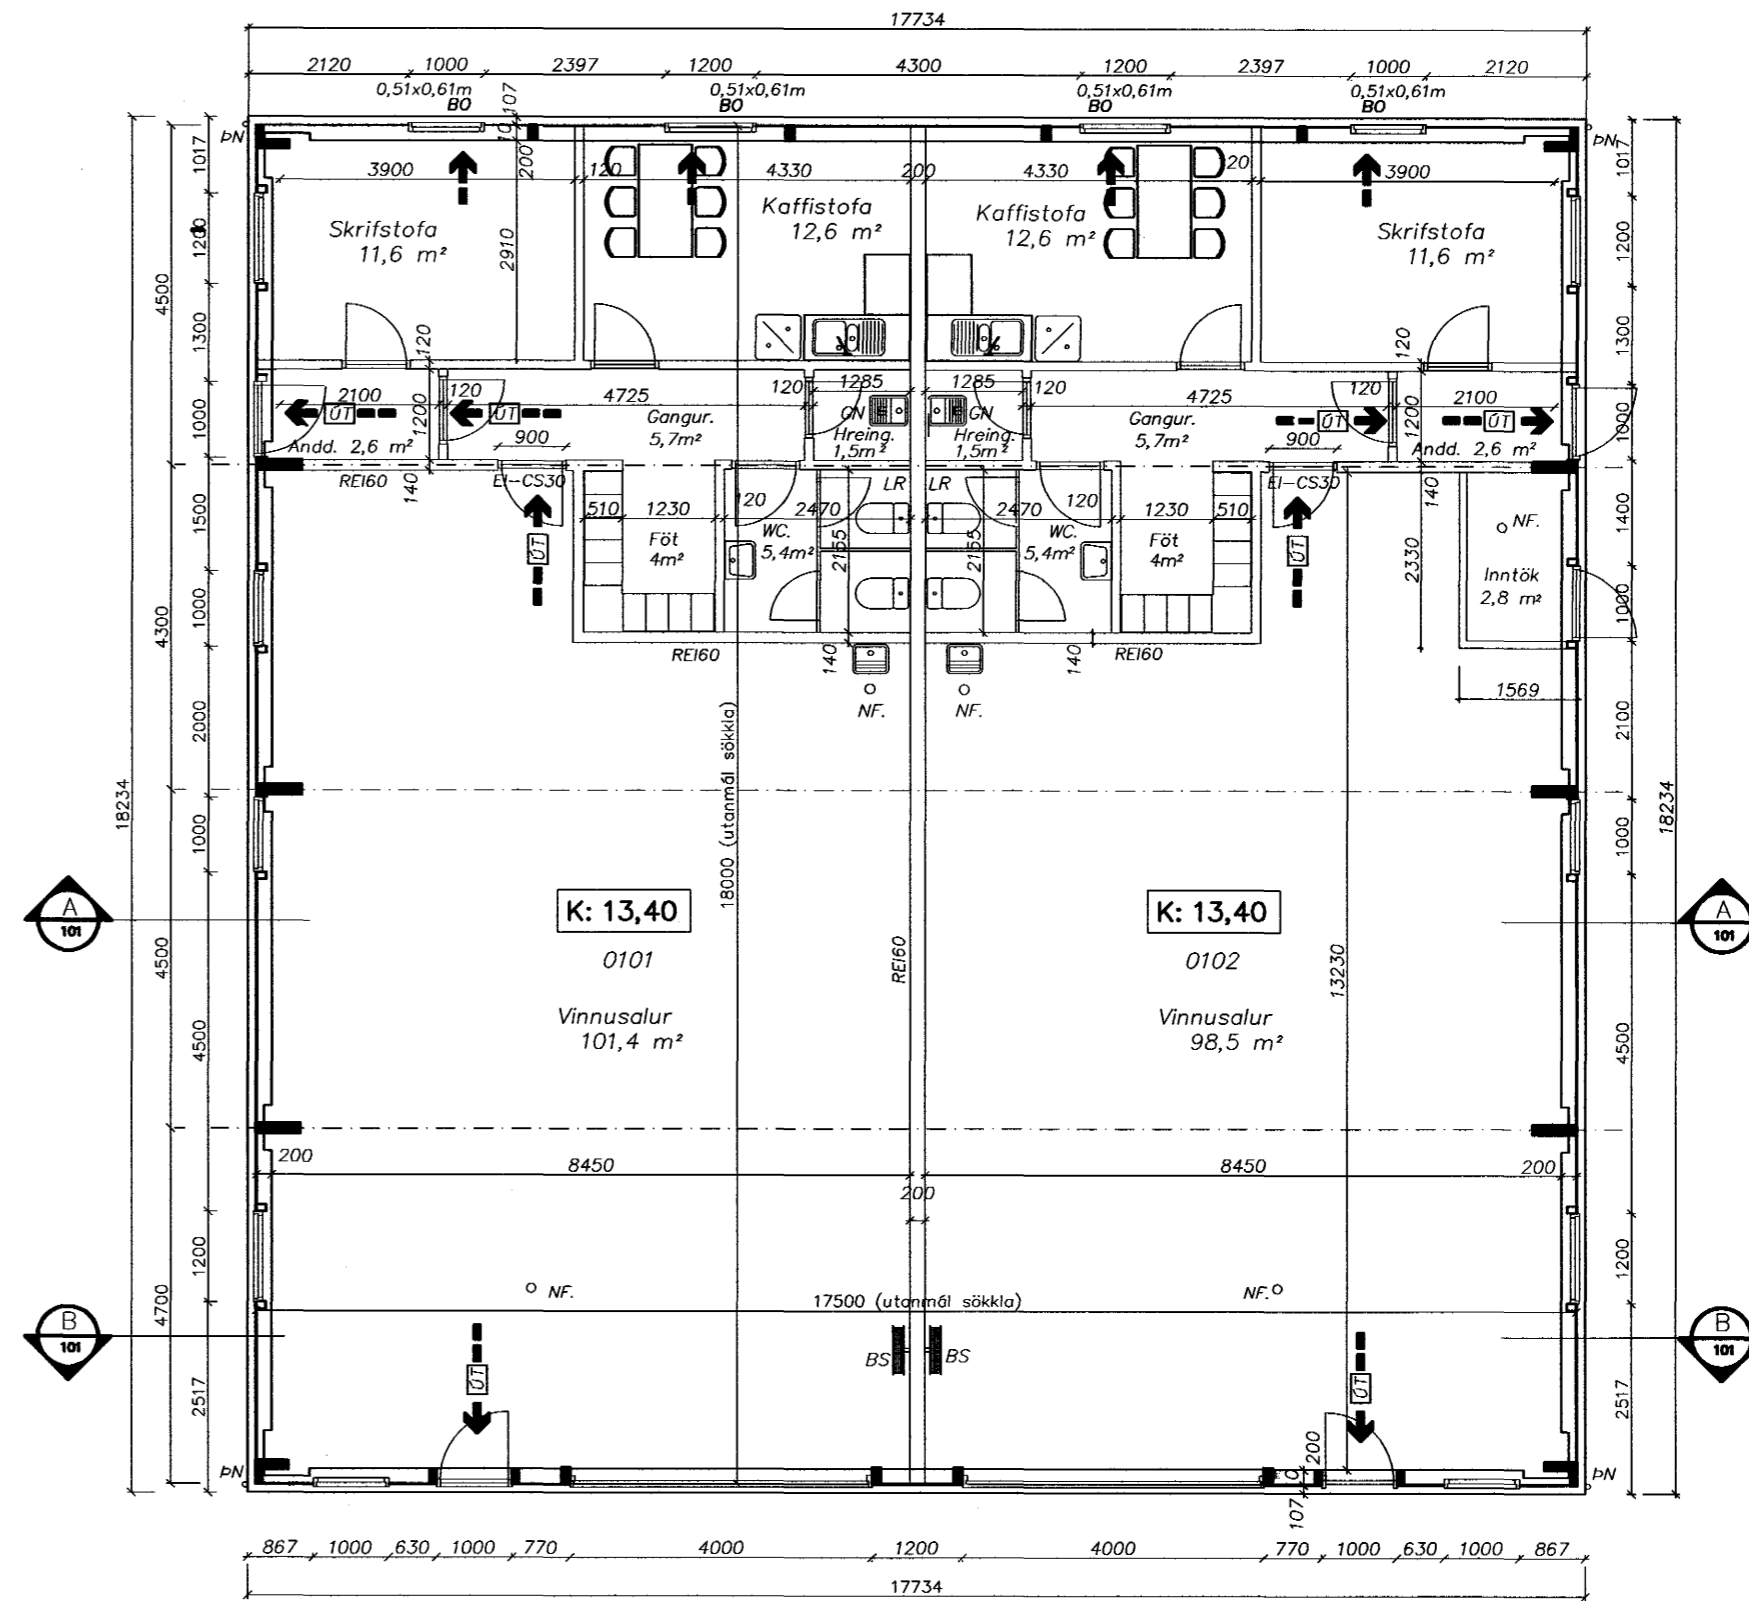 17734
2120 1000 2397 1200 4300 1200 2397 1000 2120
0,51x0,61m 0,51x0,61m 0,51x0,61m 0,51x0,61m
BO BO BO BO
107
ÞN ÞN
1017 200 1017
3900 120 4330 200 4330 120 3900
Skrifstofa Kaffistofa Kaffistofa Skrifstofa
11,6 m² 12,6 m² 12,6 m² 11,6 m²
1200 2910 1200
4500
1300 120 120 1300
2100 120 4725 120 1285 1285 120 4725 120 2100
ÚT ÚT GN GN ÚT ÚT
1000 1200 Gangur. Gangur. 1200 1000
900 5,7m² Hreing. Hreing. 5,7m² 900
Andd. 2,6 m² 1,5m² 1,5m² Andd. 2,6 m²
REI60 140 EI-CS30 LR LR EI-CS30 140
1500 510 1230 120 2470 2470 120 1230 510 1400
NF.
ÚT Föt WC. WC. Föt ÚT
4m² 5,4m² 2155 2155 5,4m² 4m²
2330
Inntök
2,8 m²
4300 1000 1000
REI60 140 140 REI60
NF. NF.
1569
2000 2100
18000 (utanmál sökkla)
18234 18234
1000 1000
A A
101 101
K: 13,40 K: 13,40
0101 0102
4500 REI60 13230
Vinnusalur Vinnusalur
101,4 m² 98,5 m²
4500 4500
200 8450 8450 200
200
1200 1200
NF. NF.
4700 17500 (utanmál sökkla)
B B
101 101
BS BS
ÚT ÚT
2517 2517
200
ÞN ÞN
107
867 1000 630 1000 770 4000 1200 4000 770 1000 630 1000 867
17734